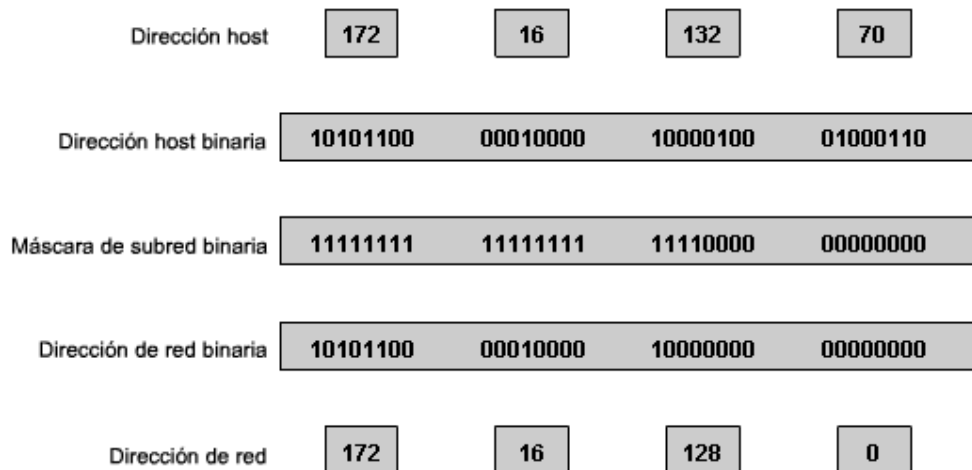 Dirección host 172 16 132 70
Dirección host binaria 10101100 00010000 10000100 01000110
Máscara de subred binaria 11111111 11111111 11110000 00000000
Dirección de red binaria 10101100 00010000 10000000 00000000
Dirección de red 172 16 128 0